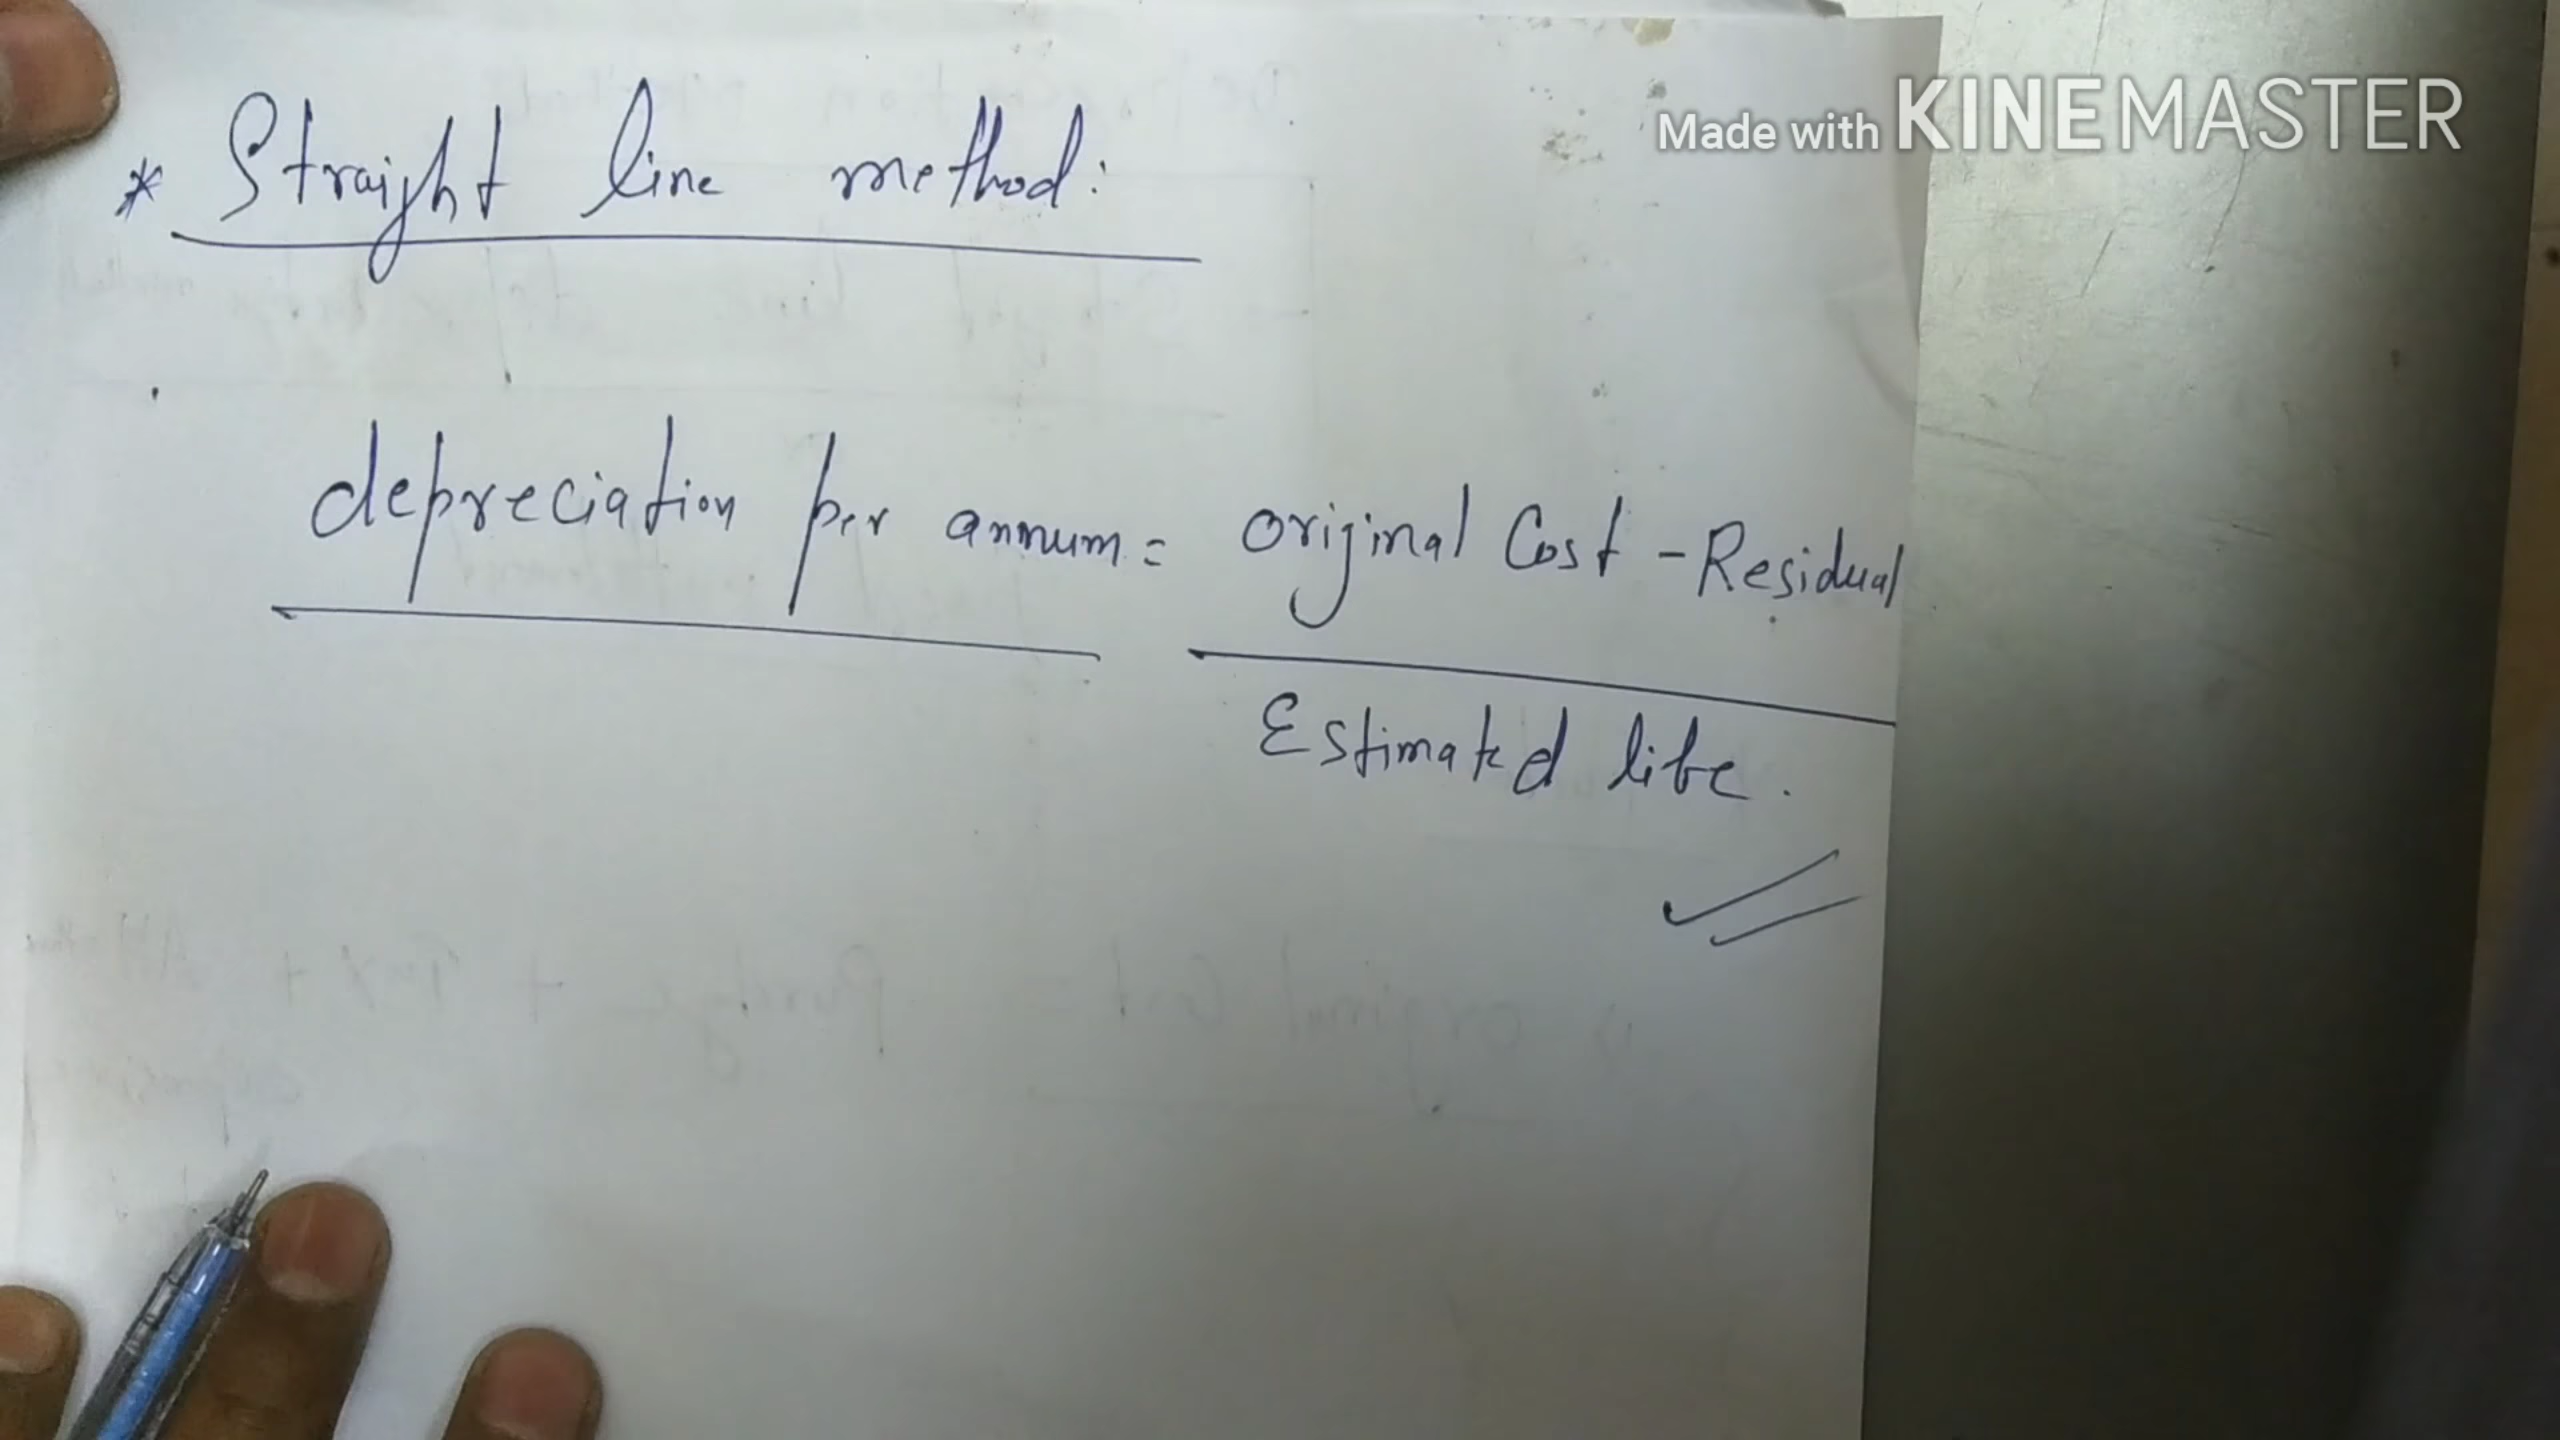 Made with KINEMASTER
* Straight line method:
depreciation per annum = original Cost - Residual
Estimated life.